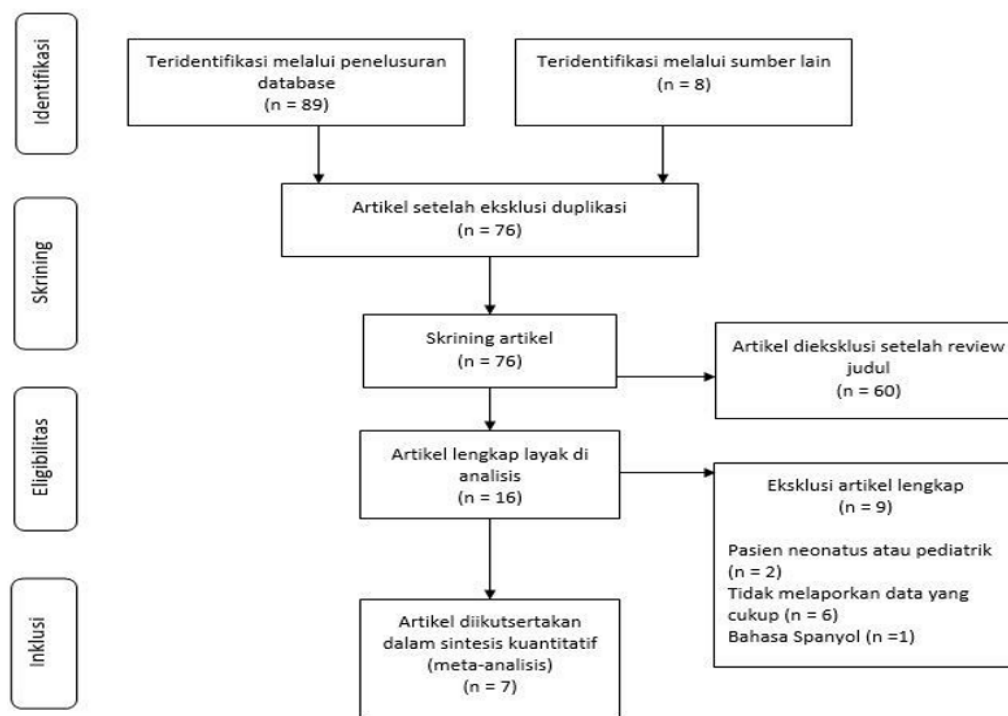 Identifikasi
Teridentifikasi melalui penelusuran
database
(n = 89)
Teridentifikasi melalui sumber lain
(n = 8)
Skrining
Artikel setelah eksklusi duplikasi
(n = 76)
Skrining artikel
(n = 76)
Artikel dieksklusi setelah review
judul
(n = 60)
Eligibilitas
Artikel lengkap layak di
analisis
(n = 16)
Eksklusi artikel lengkap
(n = 9)
Pasien neonatus atau pediatrik
(n = 2)
Tidak melaporkan data yang
cukup (n = 6)
Bahasa Spanyol (n =1)
Inklusi
Artikel diikutsertakan
dalam sintesis kuantitatif
(meta-analisis)
(n = 7)